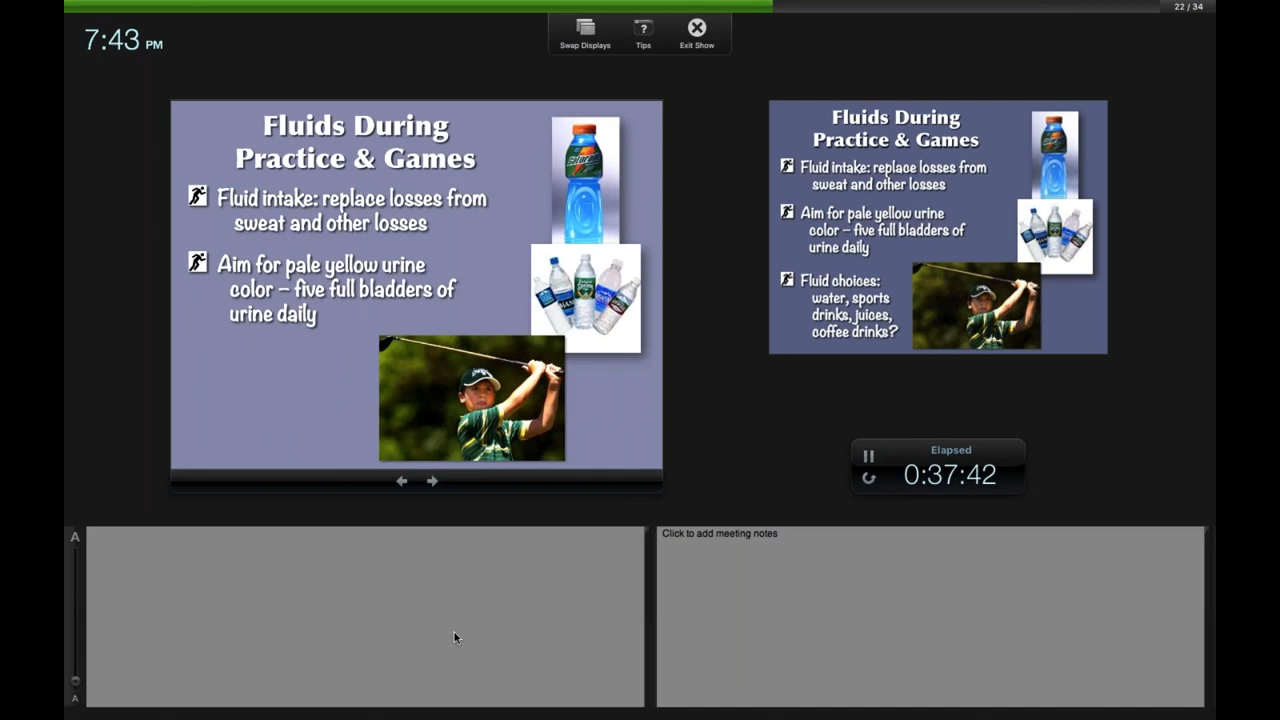 22 / 34
7:43 PM
Swap Displays
Tips
Exit Show
Fluids During
Practice & Games
Fluid intake: replace losses from
sweat and other losses
Aim for pale yellow urine
color – five full bladders of
urine daily
Fluids During
Practice & Games
Fluid intake: replace losses from
sweat and other losses
Aim for pale yellow urine
color – five full bladders of
urine daily
Fluid choices:
water, sports
drinks, juices,
coffee drinks?
Elapsed
0:37:42
A
A
Click to add meeting notes